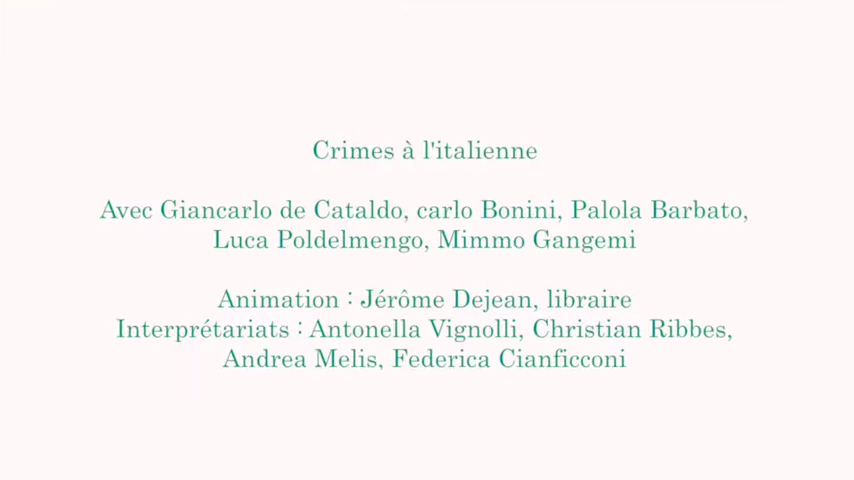 Crimes à l'italienne
Avec Giancarlo de Cataldo, carlo Bonini, Palola Barbato,
Luca Poldelmengo, Mimmo Gangemi
Animation : Jérôme Dejean, libraire
Interprétariats : Antonella Vignolli, Christian Ribbes,
Andrea Melis, Federica Cianficconi